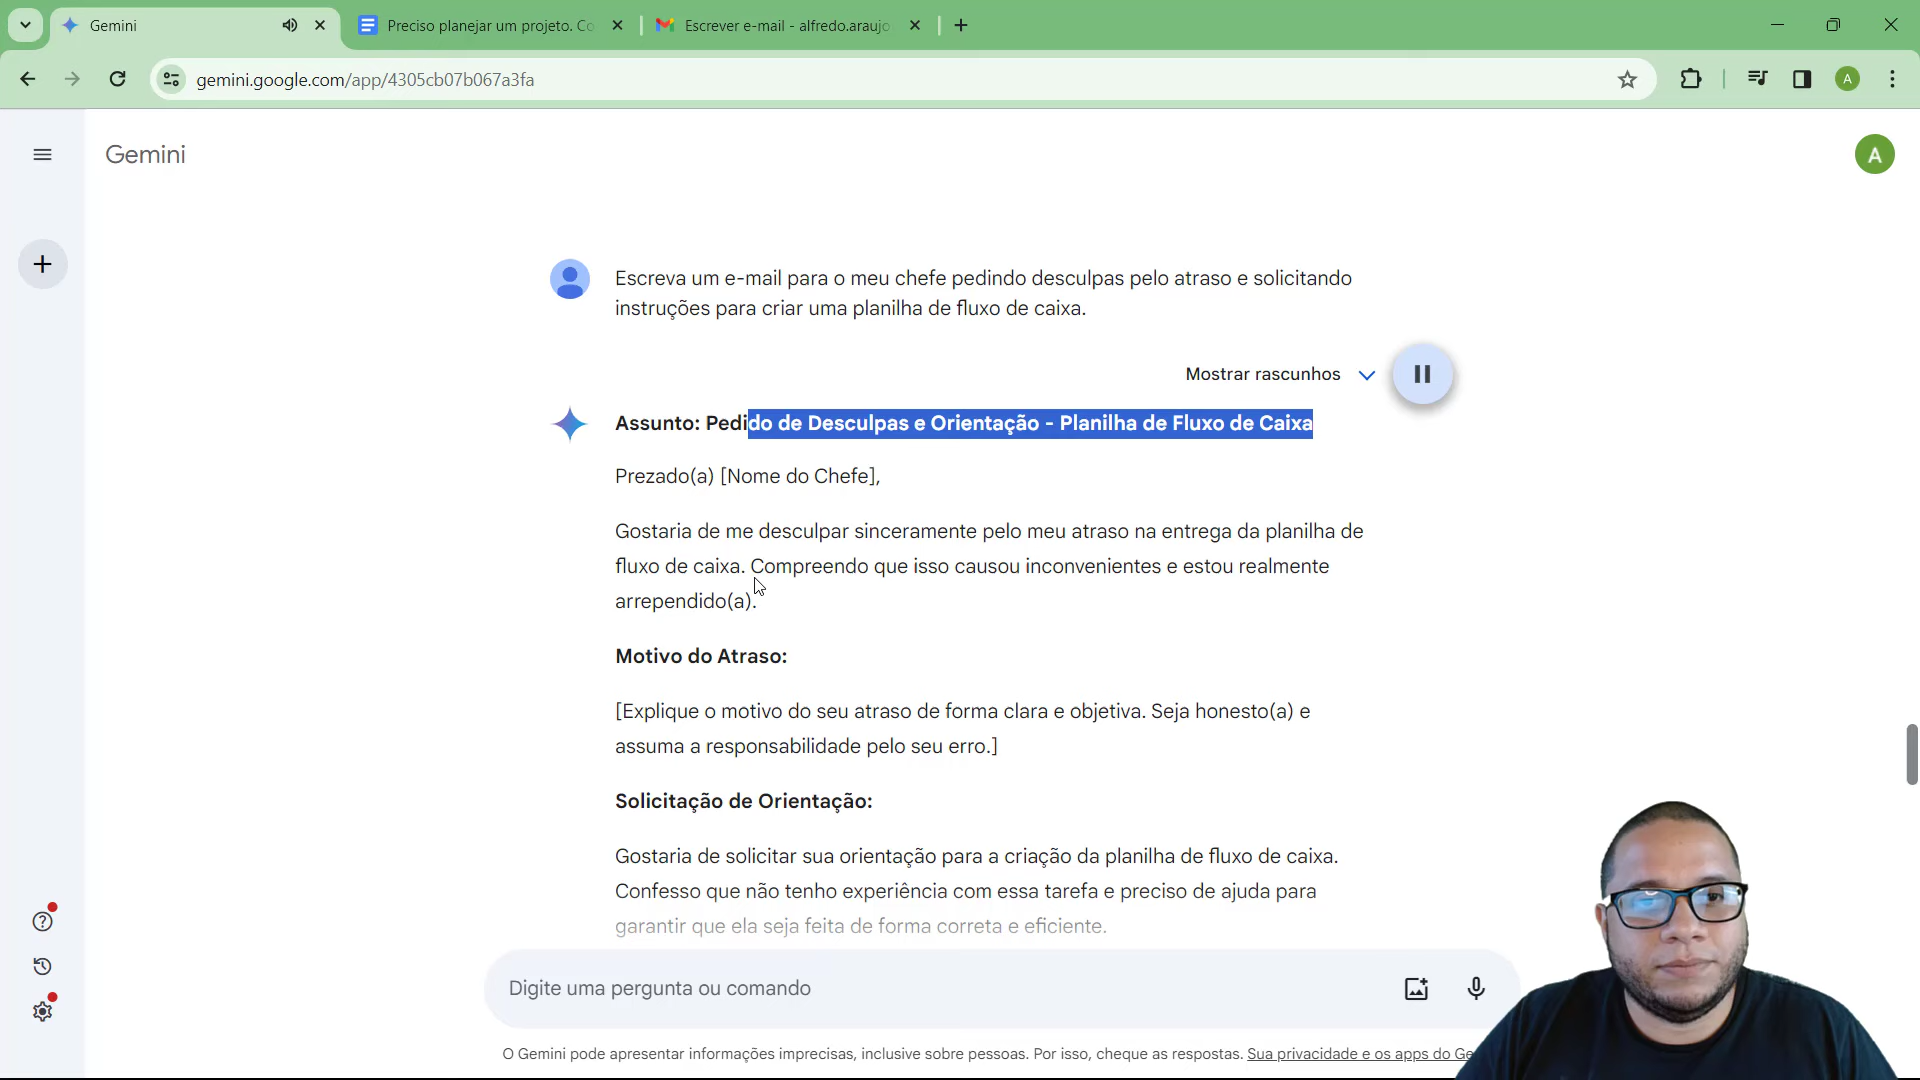 Gemini
Preciso planejar um projeto. Co
Escrever e-mail - alfredo.araujo
gemini.google.com/app/4305cb07b067a3fa
A
Gemini
A
Escreva um e-mail para o meu chefe pedindo desculpas pelo atraso e solicitando
instruções para criar uma planilha de fluxo de caixa.
Mostrar rascunhos
Assunto: Pedido de Desculpas e Orientação - Planilha de Fluxo de Caixa
Prezado(a) [Nome do Chefe],
Gostaria de me desculpar sinceramente pelo meu atraso na entrega da planilha de
fluxo de caixa. Compreendo que isso causou inconvenientes e estou realmente
arrependido(a).
Motivo do Atraso:
[Explique o motivo do seu atraso de forma clara e objetiva. Seja honesto(a) e
assuma a responsabilidade pelo seu erro.]
Solicitação de Orientação:
Gostaria de solicitar sua orientação para a criação da planilha de fluxo de caixa.
Confesso que não tenho experiência com essa tarefa e preciso de ajuda para
garantir que ela seja feita de forma correta e eficiente.
Digite uma pergunta ou comando
O Gemini pode apresentar informações imprecisas, inclusive sobre pessoas. Por isso, cheque as respostas. Sua privacidade e os apps do Ge